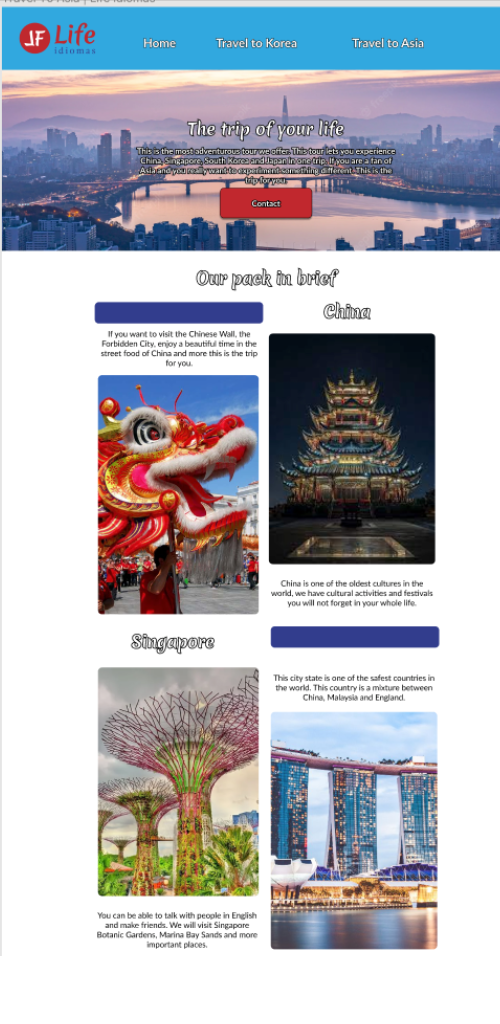 Travel To Asia | Life Idiomas
LF Life
idiomas
Home Travel to Korea Travel to Asia
The trip of your life
This is the most adventurous tour we offer. This tour lets you experience
China, Singapore, South Korea and Japan in one trip. If you are a fan of
Asia and you really want to experiment something different. This is the
trip for you.
Contact
Our pack in brief
If you want to visit the Chinese Wall, the
Forbidden City, enjoy a beautiful time in the
street food of China and more this is the trip
for you.
China
China is one of the oldest cultures in the
world, we have cultural activities and festivals
you will not forget in your whole life.
Singapore
You can be able to talk with people in English
and make friends. We will visit Singapore
Botanic Gardens, Marina Bay Sands and more
important places.
This city state is one of the safest countries in
the world. This country is a mixture between
China, Malaysia and England.